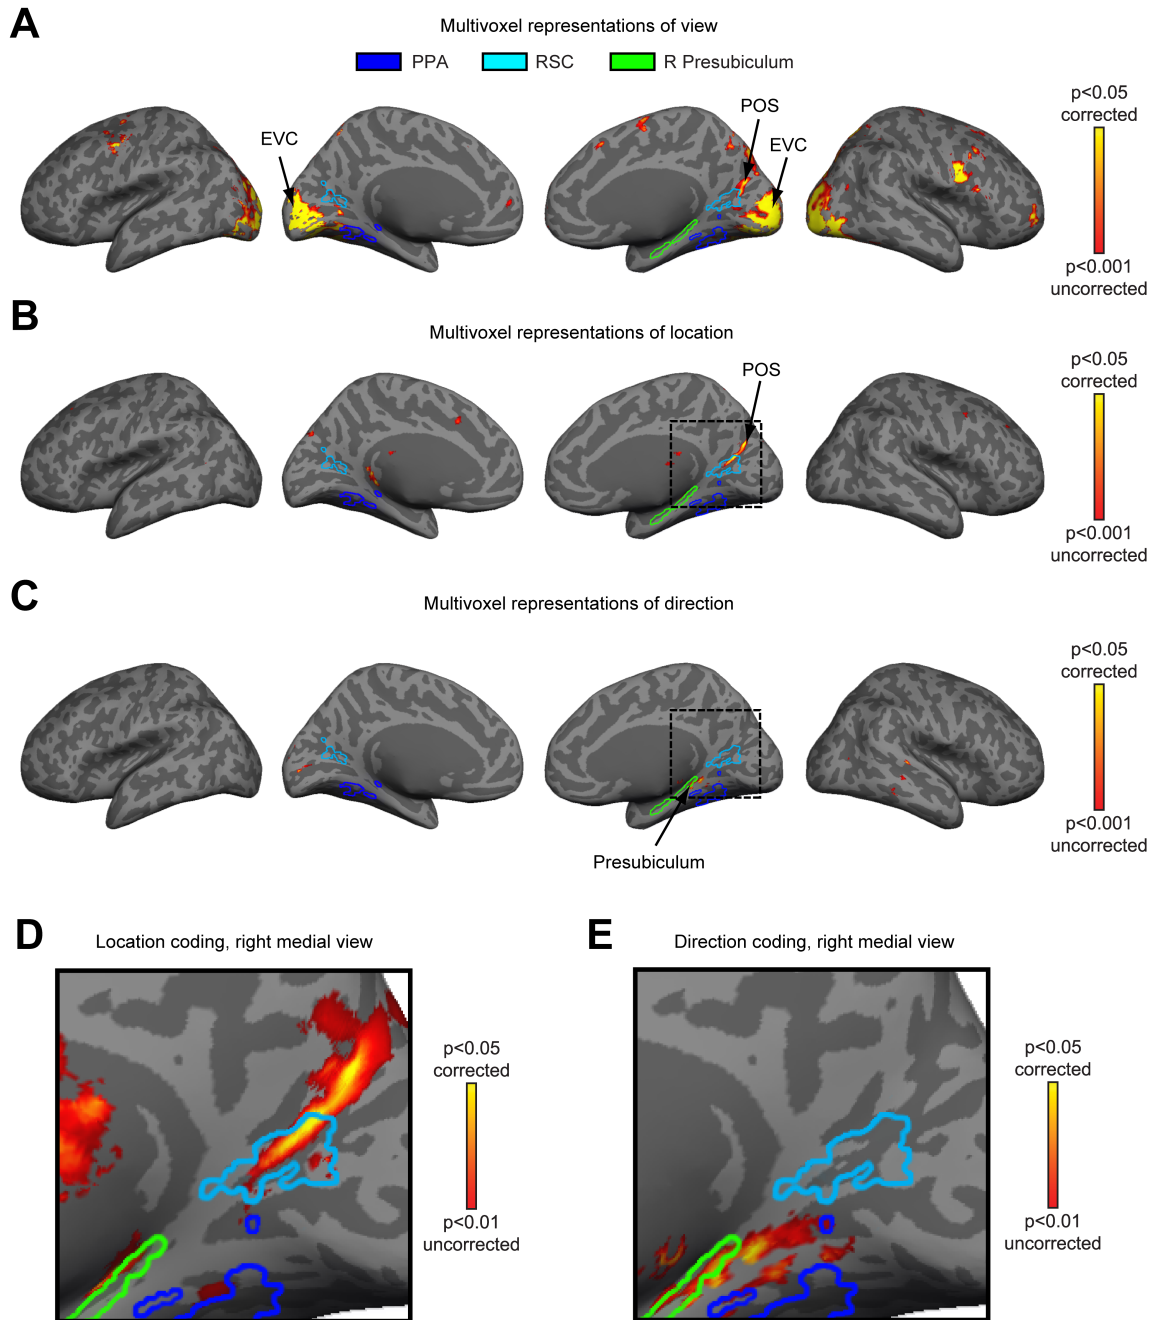 A
Multivoxel representations of view
PPA RSC R Presubiculum
EVC
POS
EVC
p<0.05
corrected
p<0.001
uncorrected
B
Multivoxel representations of location
POS
p<0.05
corrected
p<0.001
uncorrected
C
Multivoxel representations of direction
Presubiculum
p<0.05
corrected
p<0.001
uncorrected
D
Location coding, right medial view
p<0.05
corrected
p<0.01
uncorrected
E
Direction coding, right medial view
p<0.05
corrected
p<0.01
uncorrected